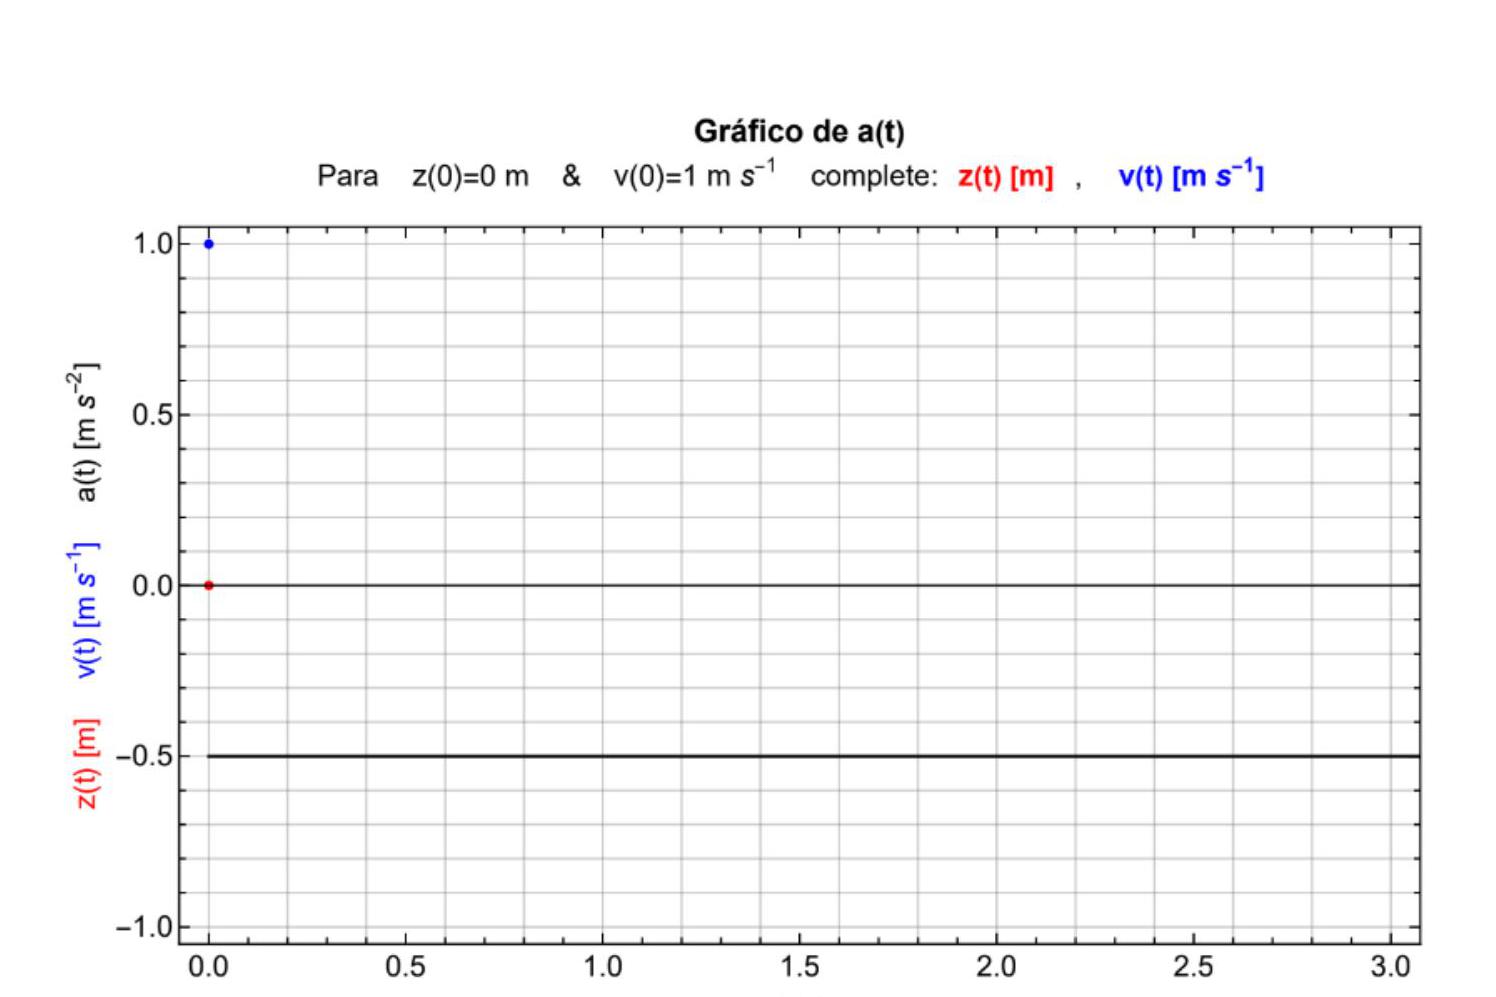 Gráfico de a(t)
Para z(0)=0 m & v(0)=1 m s⁻¹ complete: z(t) [m] , v(t) [m s⁻¹]
z(t) [m] v(t) [m s⁻¹] a(t) [m s⁻²]
1.0
0.5
0.0
−0.5
−1.0
0.0 0.5 1.0 1.5 2.0 2.5 3.0